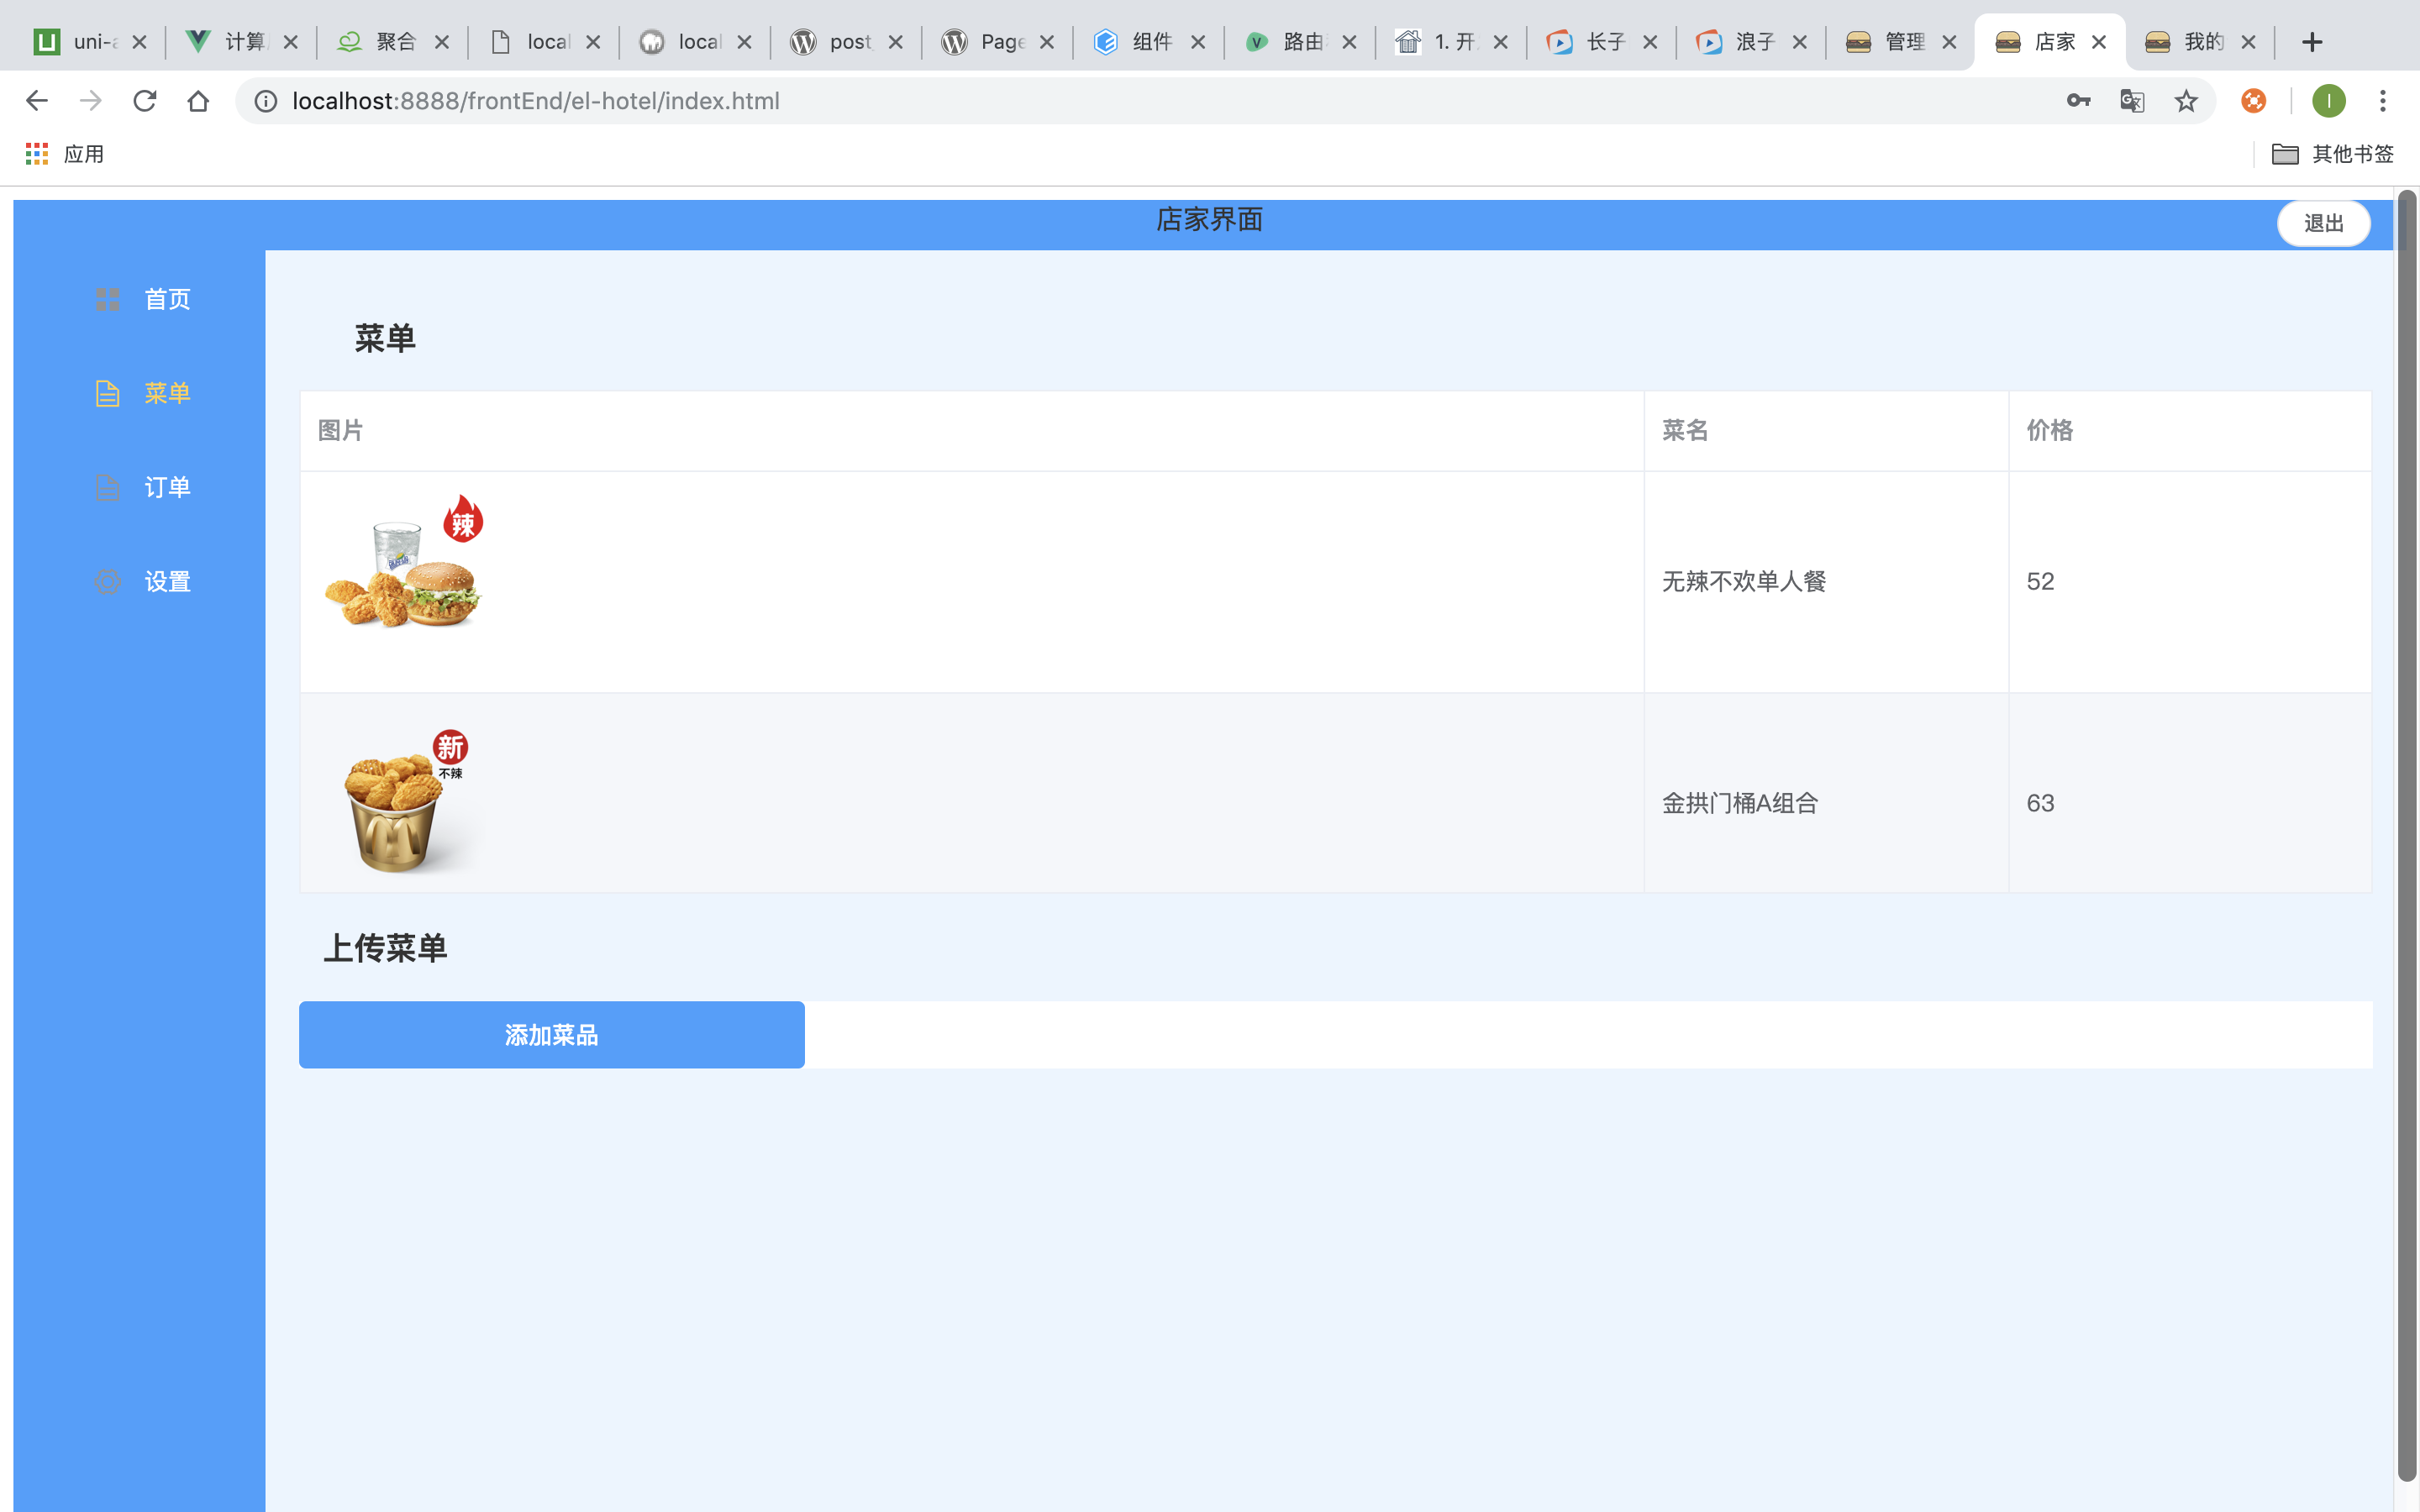 uni-a
计算
聚合
local
local
post_
Page
组件
路由
1. 开
长子
浪子
管理
店家
我的
localhost:8888/frontEnd/el-hotel/index.html
应用
其他书签
店家界面
退出
首页
菜单
订单
设置
菜单
图片 菜名 价格
辣
无辣不欢单人餐 52
新
不辣
金拱门桶A组合 63
上传菜单
添加菜品